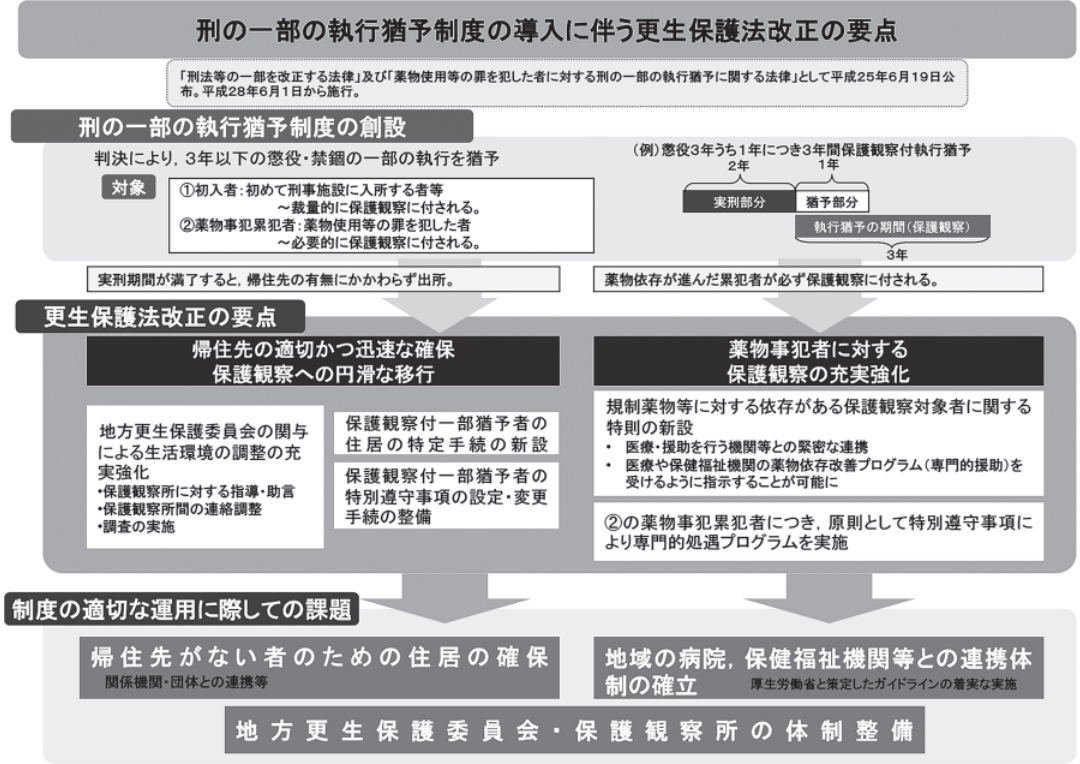 刑の一部の執行猶予制度の導入に伴う更生保護法改正の要点
「刑法等の一部を改正する法律」及び「薬物使用等の罪を犯した者に対する刑の一部の執行猶予に関する法律」として平成25年6月19日公
布。平成28年6月1日から施行。
刑の一部の執行猶予制度の創設
判決により，3年以下の懲役・禁錮の一部の執行を猶予
対象
①初入者：初めて刑事施設に入所する者等
～裁量的に保護観察に付される。
②薬物事犯累犯者：薬物使用等の罪を犯した者
～必要的に保護観察に付される。
（例）懲役3年うち1年につき3年間保護観察付執行猶予
2年
1年
実刑部分
猶予部分
執行猶予の期間（保護観察）
3年
実刑期間が満了すると，帰住先の有無にかかわらず出所。
薬物依存が進んだ累犯者が必ず保護観察に付される。
更生保護法改正の要点
帰住先の適切かつ迅速な確保
保護観察への円滑な移行
地方更生保護委員会の関与
による生活環境の調整の充
実強化
・保護観察所に対する指導・助言
・保護観察所間の連絡調整
・調査の実施
保護観察付一部猶予者の
住居の特定手続の新設
保護観察付一部猶予者の
特別遵守事項の設定・変更
手続の整備
薬物事犯者に対する
保護観察の充実強化
規制薬物等に対する依存がある保護観察対象者に関する
特則の新設
• 医療・援助を行う機関等との緊密な連携
• 医療や保健福祉機関の薬物依存改善プログラム（専門的援助）を
受けるように指示することが可能に
②の薬物事犯累犯者につき，原則として特別遵守事項に
より専門的処遇プログラムを実施
制度の適切な運用に際しての課題
帰住先がない者のための住居の確保
関係機関・団体との連携等
地域の病院，保健福祉機関等との連携体
制の確立
厚生労働省と策定したガイドラインの着実な実施
地方更生保護委員会・保護観察所の体制整備